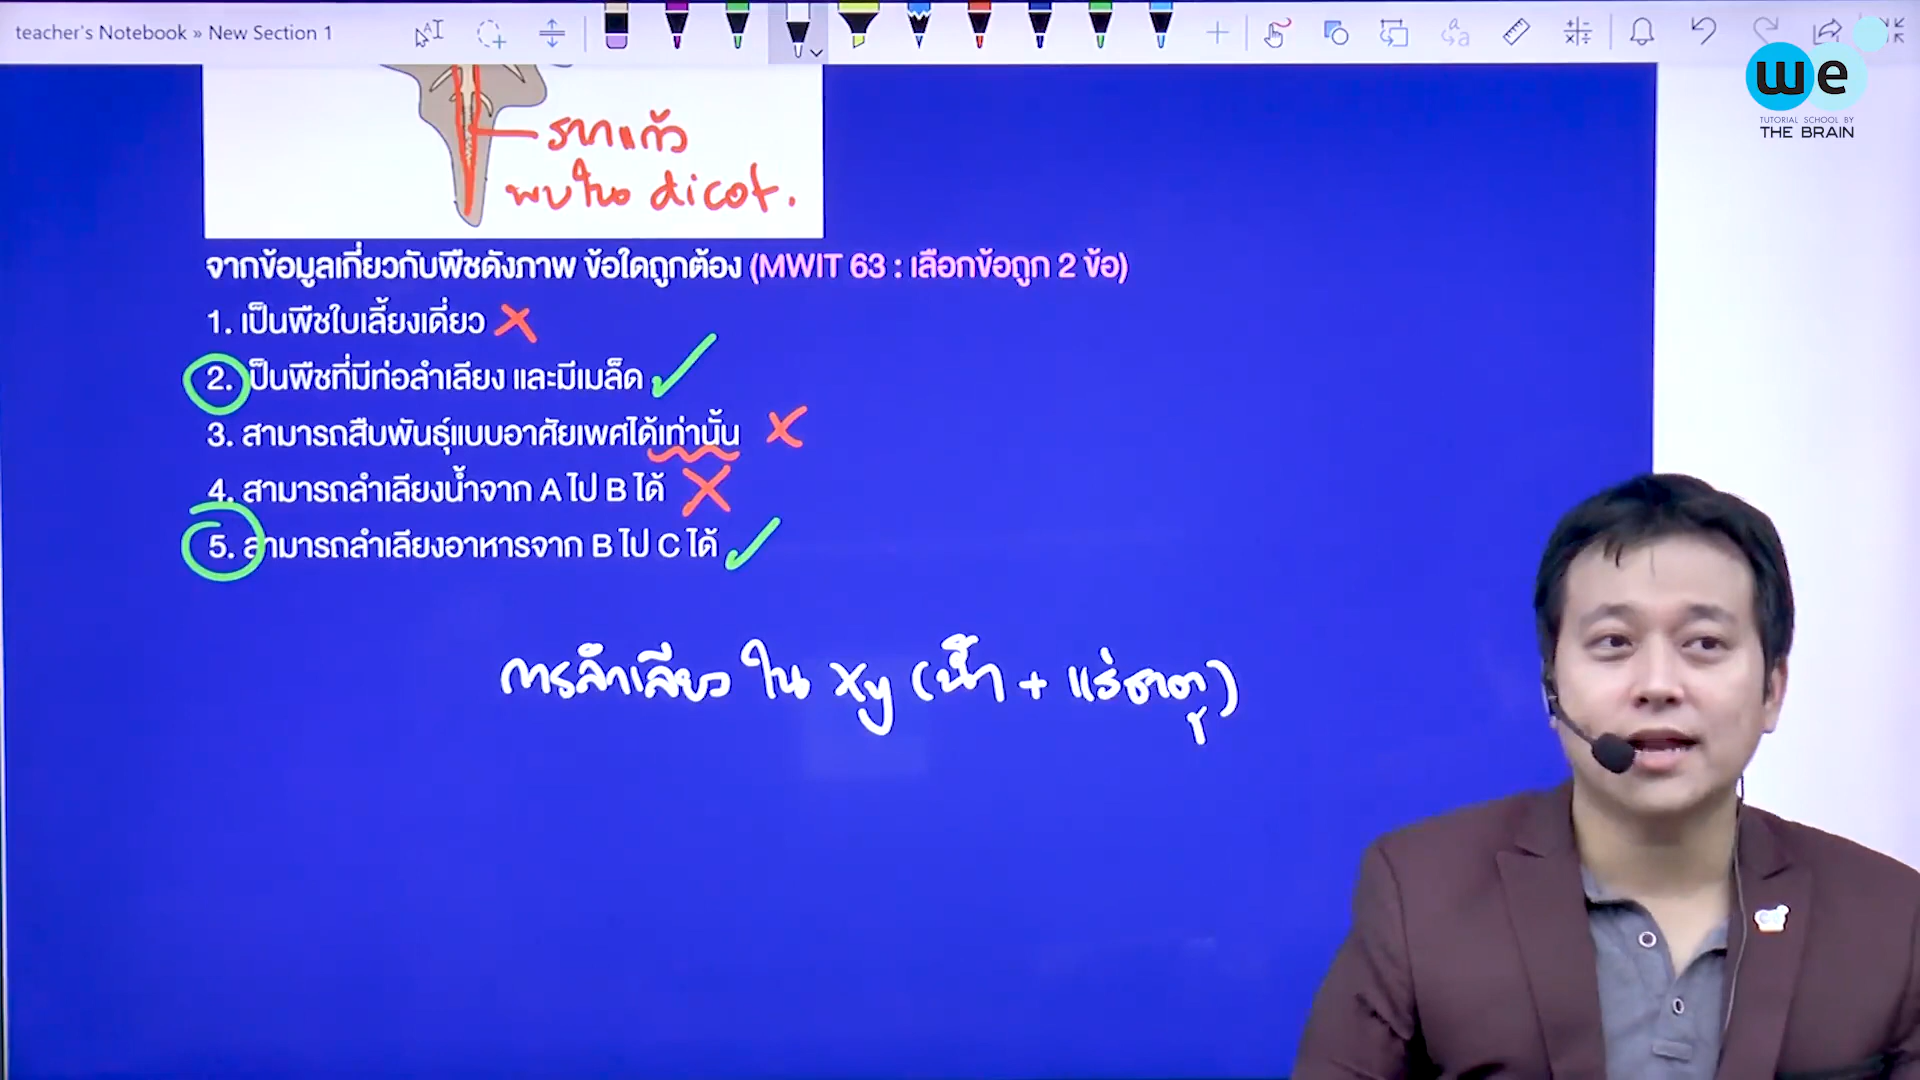 teacher's Notebook » New Section 1
we
TUTORIAL SCHOOL BY
THE BRAIN
รากแก้ว
พบใน dicot.
จากข้อมูลเกี่ยวกับพืชดังภาพ ข้อใดถูกต้อง (MWIT 63 : เลือกข้อถูก 2 ข้อ)
1. เป็นพืชใบเลี้ยงเดี่ยว
2. ป็นพืชที่มีท่อลำเลียง และมีเมล็ด
3. สามารถสืบพันธุ์แบบอาศัยเพศได้เท่านั้น
4. สามารถลำเลียงน้ำจาก A ไป B ได้
5. สามารถลำเลียงอาหารจาก B ไป C ได้
การลำเลียง ใน xy (น้ำ + แร่ธาตุ)